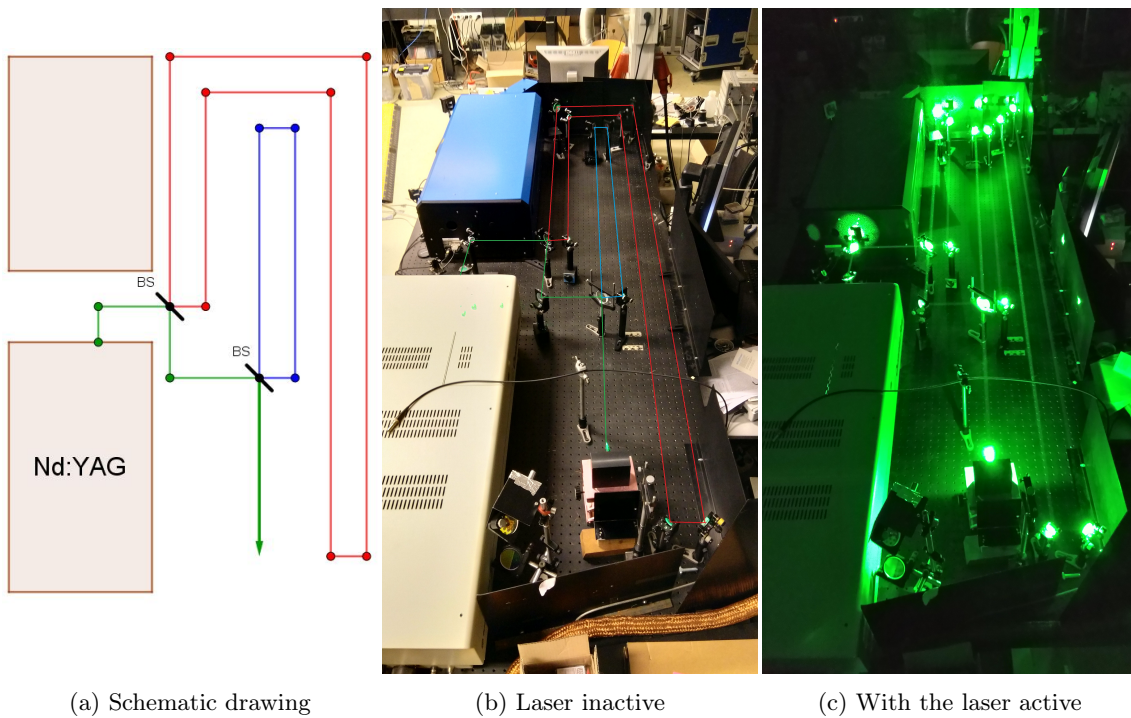 BS
BS
Nd:YAG
(a) Schematic drawing
(b) Laser inactive
(c) With the laser active